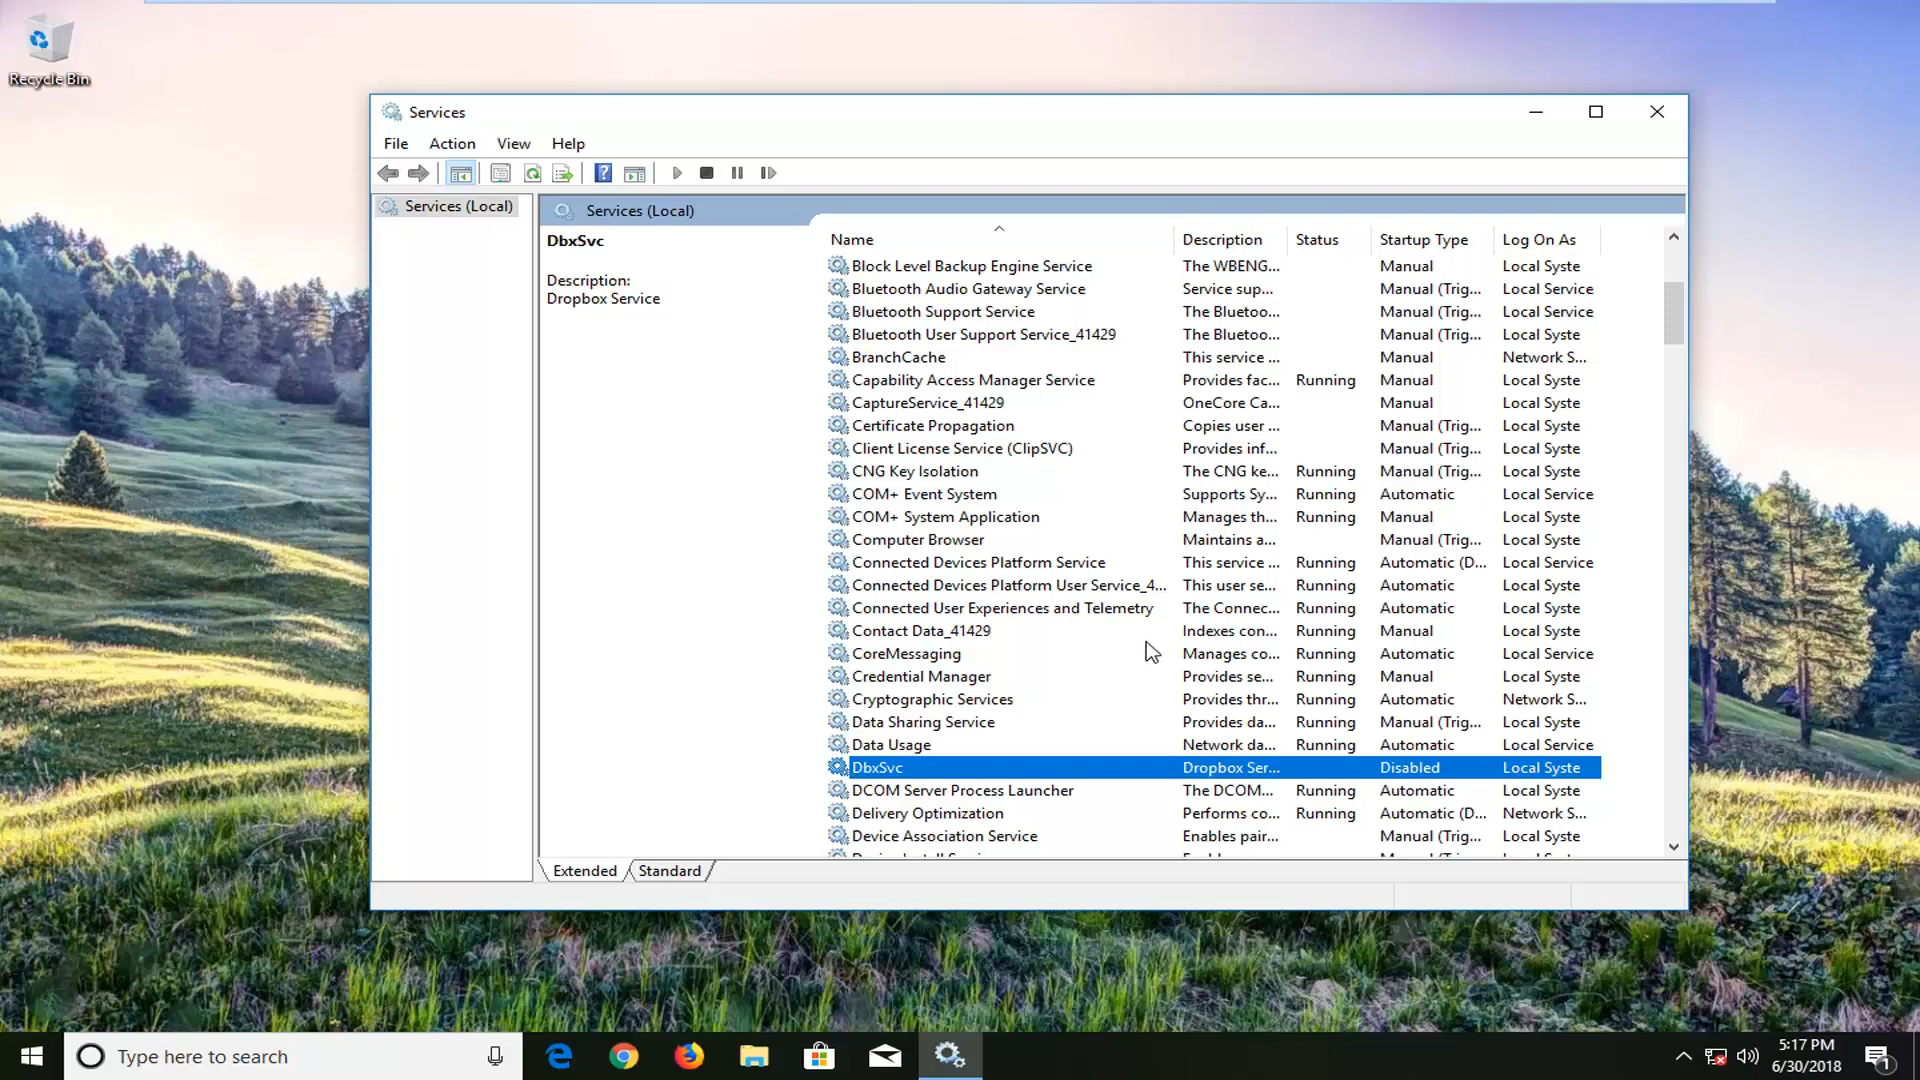 Recycle Bin
Services
File Action View Help
Services (Local)
Services (Local)
DbxSvc
Description:
Dropbox Service
Name Description Status Startup Type Log On As
Block Level Backup Engine Service The WBENG... Manual Local Syste
Bluetooth Audio Gateway Service Service sup... Manual (Trig... Local Service
Bluetooth Support Service The Bluetoo... Manual (Trig... Local Service
Bluetooth User Support Service_41429 The Bluetoo... Manual (Trig... Local Syste
BranchCache This service ... Manual Network S...
Capability Access Manager Service Provides fac... Running Manual Local Syste
CaptureService_41429 OneCore Ca... Manual Local Syste
Certificate Propagation Copies user ... Manual (Trig... Local Syste
Client License Service (ClipSVC) Provides inf... Manual (Trig... Local Syste
CNG Key Isolation The CNG ke... Running Manual (Trig... Local Syste
COM+ Event System Supports Sy... Running Automatic Local Service
COM+ System Application Manages th... Running Manual Local Syste
Computer Browser Maintains a... Manual (Trig... Local Syste
Connected Devices Platform Service This service ... Running Automatic (D... Local Service
Connected Devices Platform User Service_4... This user se... Running Automatic Local Syste
Connected User Experiences and Telemetry The Connec... Running Automatic Local Syste
Contact Data_41429 Indexes con... Running Manual Local Syste
CoreMessaging Manages co... Running Automatic Local Service
Credential Manager Provides se... Running Manual Local Syste
Cryptographic Services Provides thr... Running Automatic Network S...
Data Sharing Service Provides da... Running Manual (Trig... Local Syste
Data Usage Network da... Running Automatic Local Service
DbxSvc Dropbox Ser... Disabled Local Syste
DCOM Server Process Launcher The DCOM... Running Automatic Local Syste
Delivery Optimization Performs co... Running Automatic (D... Network S...
Device Association Service Enables pair... Manual (Trig... Local Syste
Extended Standard
Type here to search
5:17 PM
6/30/2018
1